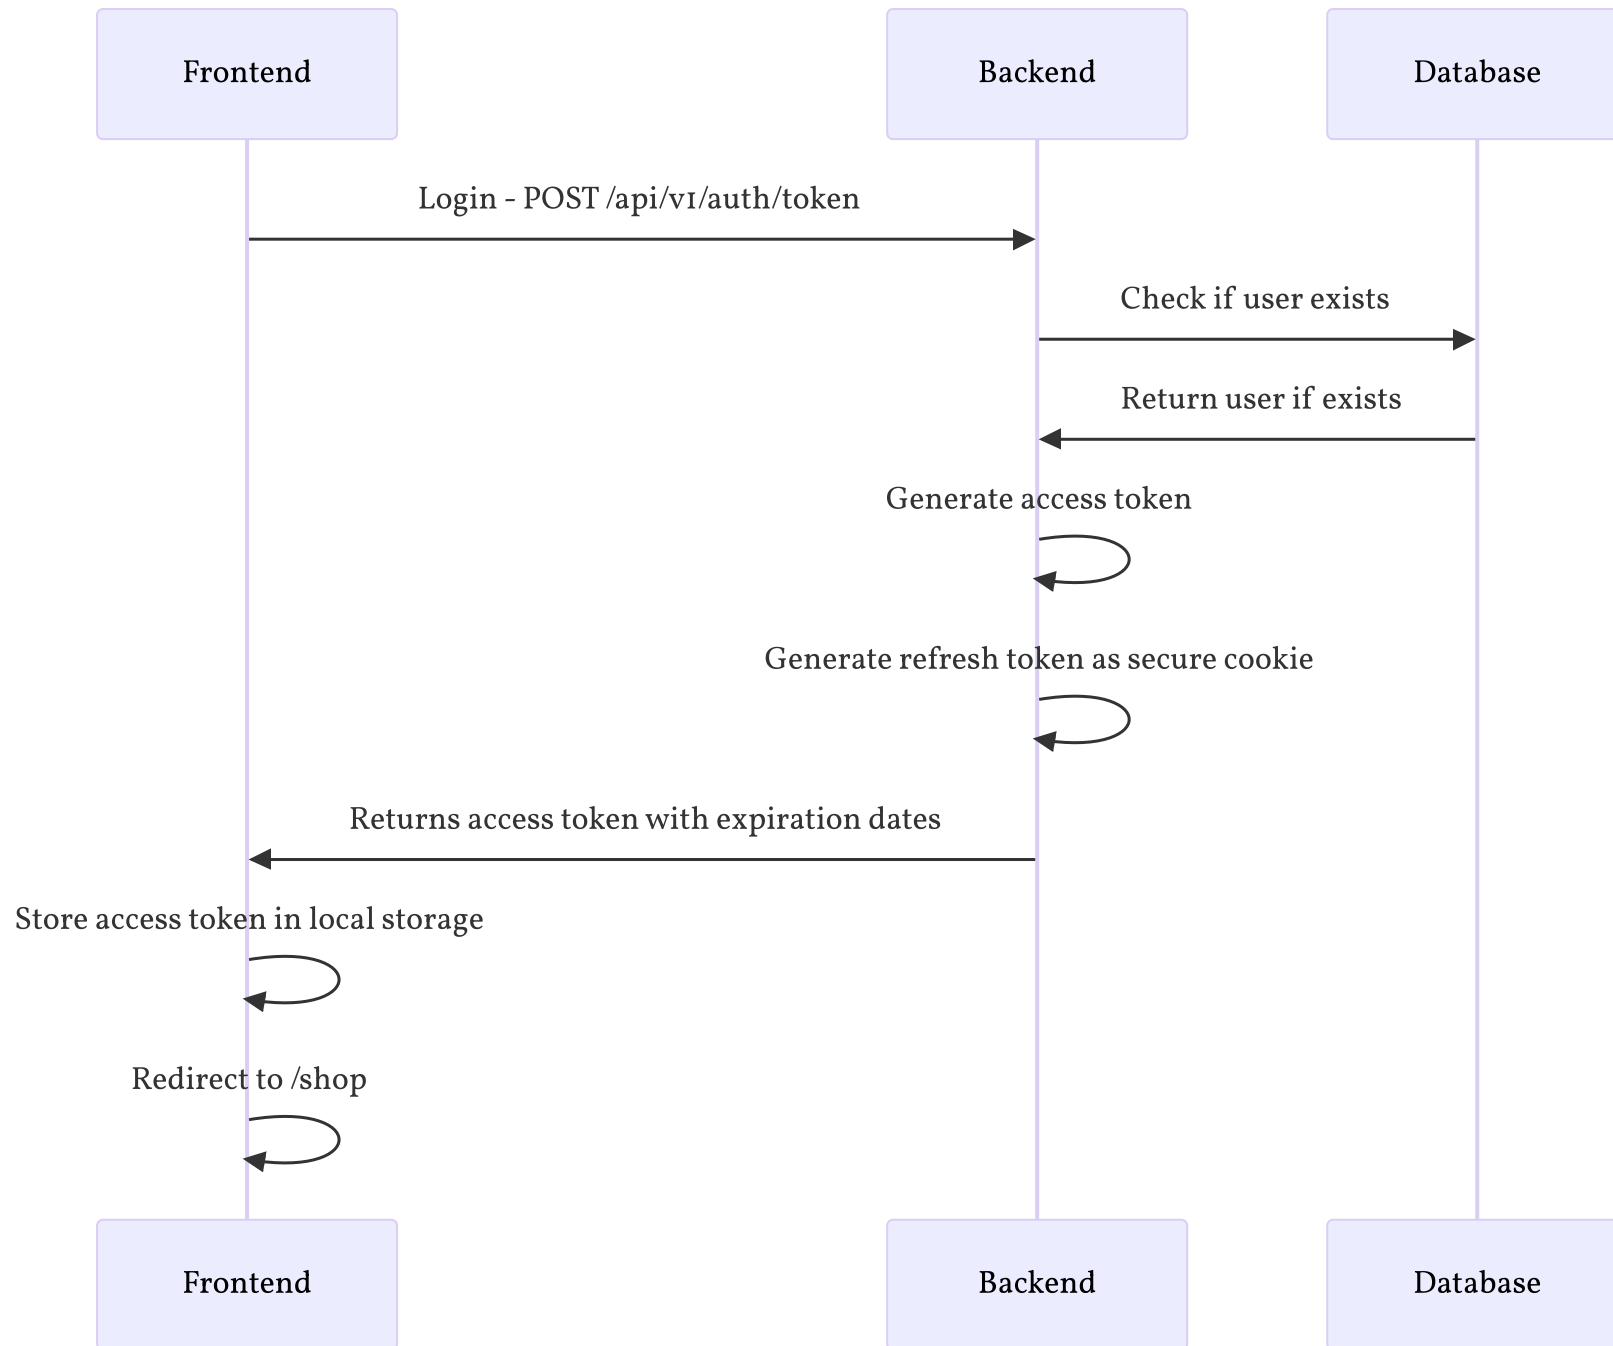 Frontend
Backend
Database
Login - POST /api/v1/auth/token
Check if user exists
Return user if exists
Generate access token
Generate refresh token as secure cookie
Returns access token with expiration dates
Store access token in local storage
Redirect to /shop
Frontend
Backend
Database